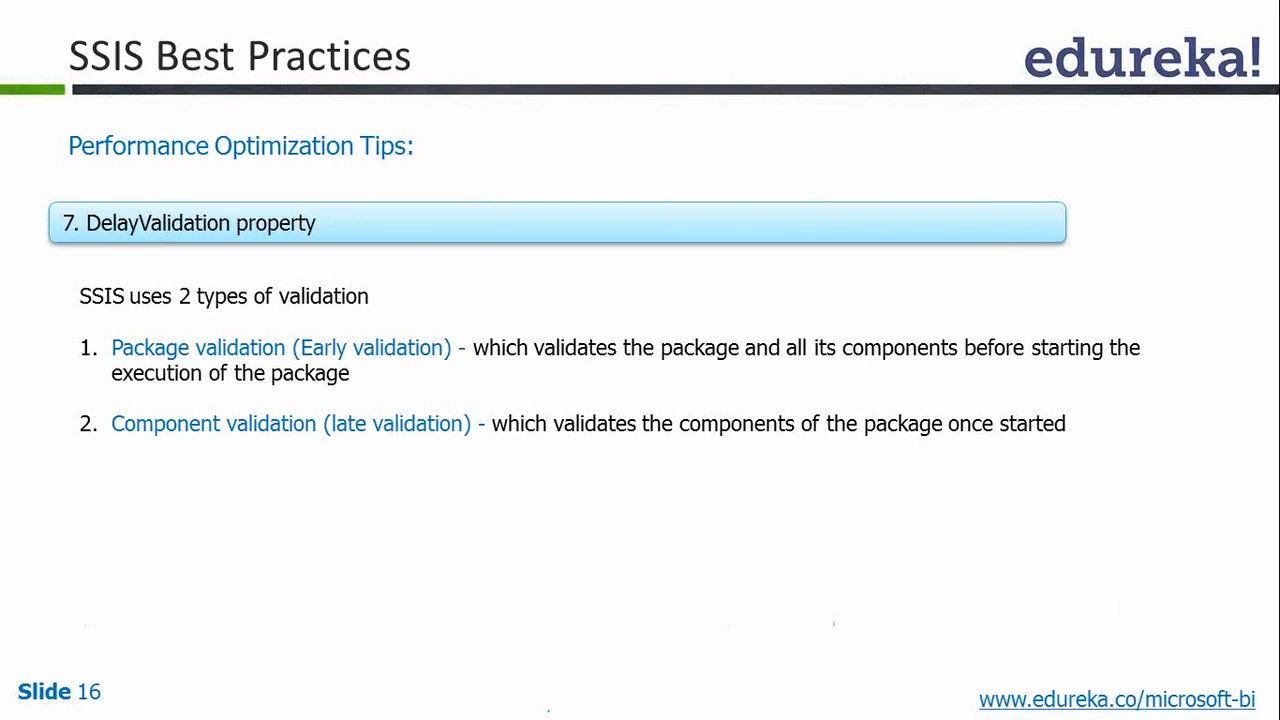 SSIS Best Practices
edureka!
Performance Optimization Tips:
7. DelayValidation property
SSIS uses 2 types of validation
1. Package validation (Early validation) - which validates the package and all its components before starting the
execution of the package
2. Component validation (late validation) - which validates the components of the package once started
Slide 16
www.edureka.co/microsoft-bi